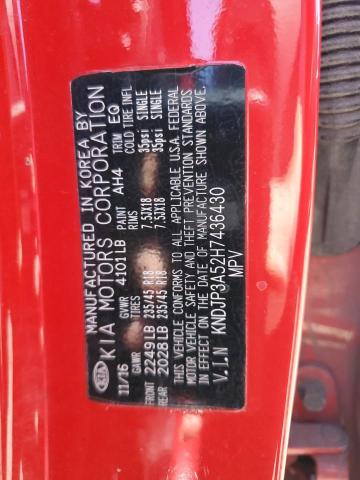 MANUFACTURED IN KOREA BY
KIA MOTORS CORPORATION
KIA
11/16 GVWR 4101LB PAINT AH4 TRIM EQ
GAWR TIRES RIMS COLD TIRE INFL
FRONT 2249LB 235/45 R18 7.5JX18 35psi SINGLE
REAR 2028LB 235/45 R18 7.5JX18 35psi SINGLE
THIS VEHICLE CONFORMS TO ALL APPLICABLE U.S.A. FEDERAL
MOTOR VEHICLE SAFETY/THEFT PREVENTION STANDARDS
IN EFFECT ON THE DATE OF MANUFACTURE SHOWN ABOVE.
V.I.N KNDJP3A52H7436430
MPV